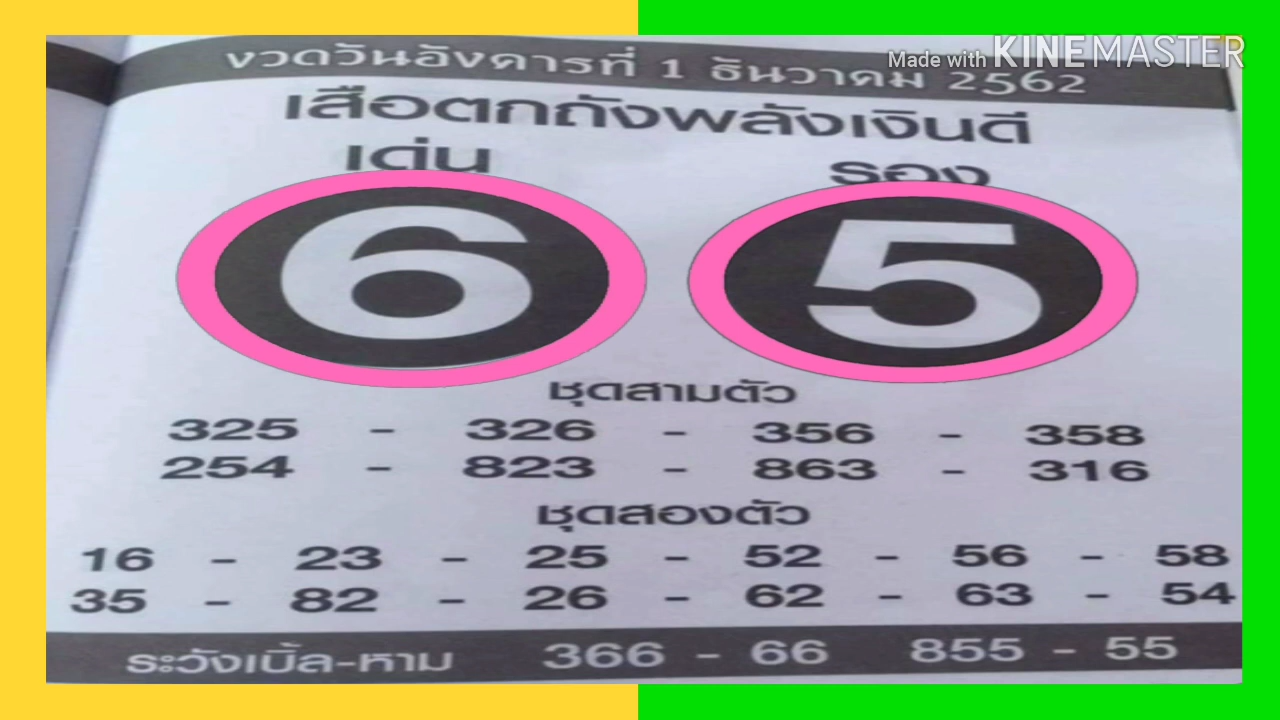 Made with KINEMASTER
งวดวันอังคารที่ 1 ธันวาคม 2562
เสือตกถังพลังเงินดี
เด่น รอง
6 5
ชุดสามตัว
325 - 326 - 356 - 358
254 - 823 - 863 - 316
ชุดสองตัว
16 - 23 - 25 - 52 - 56 - 58
35 - 82 - 26 - 62 - 63 - 54
ระวังเบิ้ล-หาม 366 - 66 855 - 55